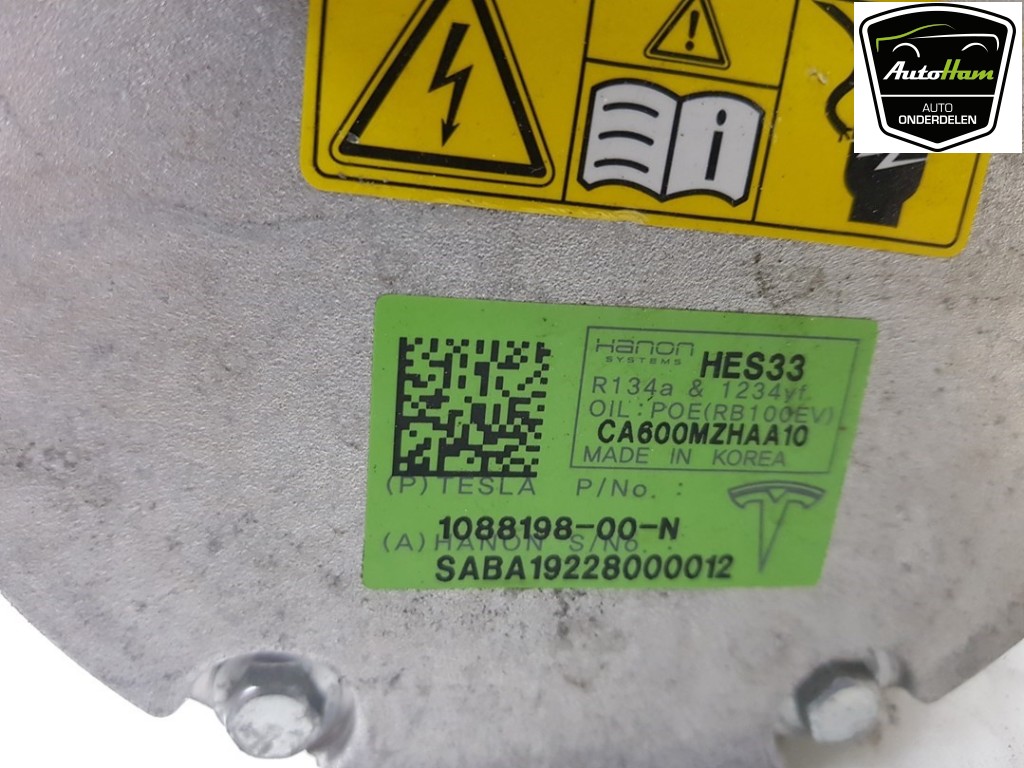 AutoHam
AUTO
ONDERDELEN
Hanon
SYSTEMS
HES33
R134a & 1234yf
OIL : POE(RB100EV)
CA600MZHAA10
MADE IN KOREA
(P) TESLA P/No. :
1088198-00-N
(A) HANON S/No.
SABA19228000012